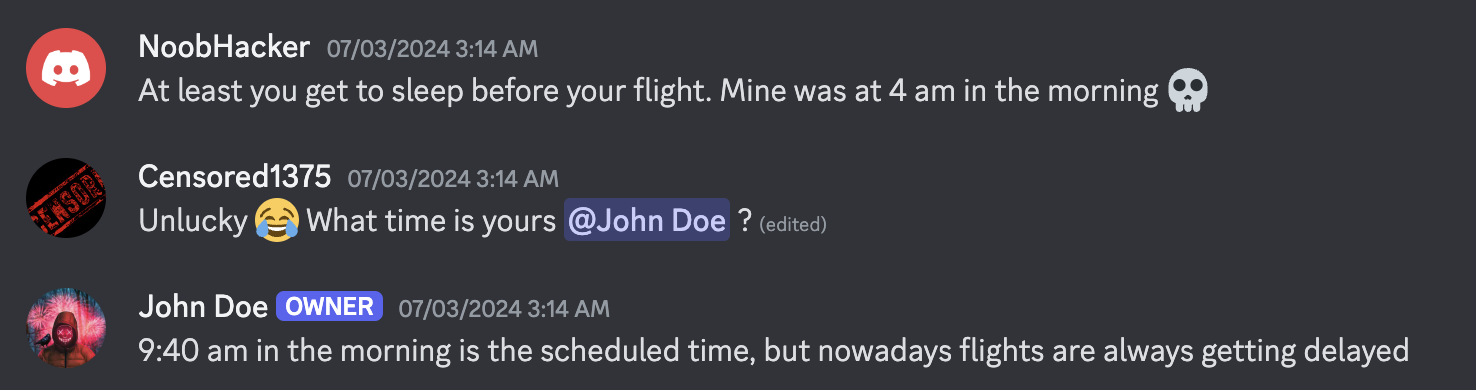 NoobHacker 07/03/2024 3:14 AM
At least you get to sleep before your flight. Mine was at 4 am in the morning 💀
Censored1375 07/03/2024 3:14 AM
Unlucky 😂 What time is yours @John Doe ? (edited)
John Doe OWNER 07/03/2024 3:14 AM
9:40 am in the morning is the scheduled time, but nowadays flights are always getting delayed